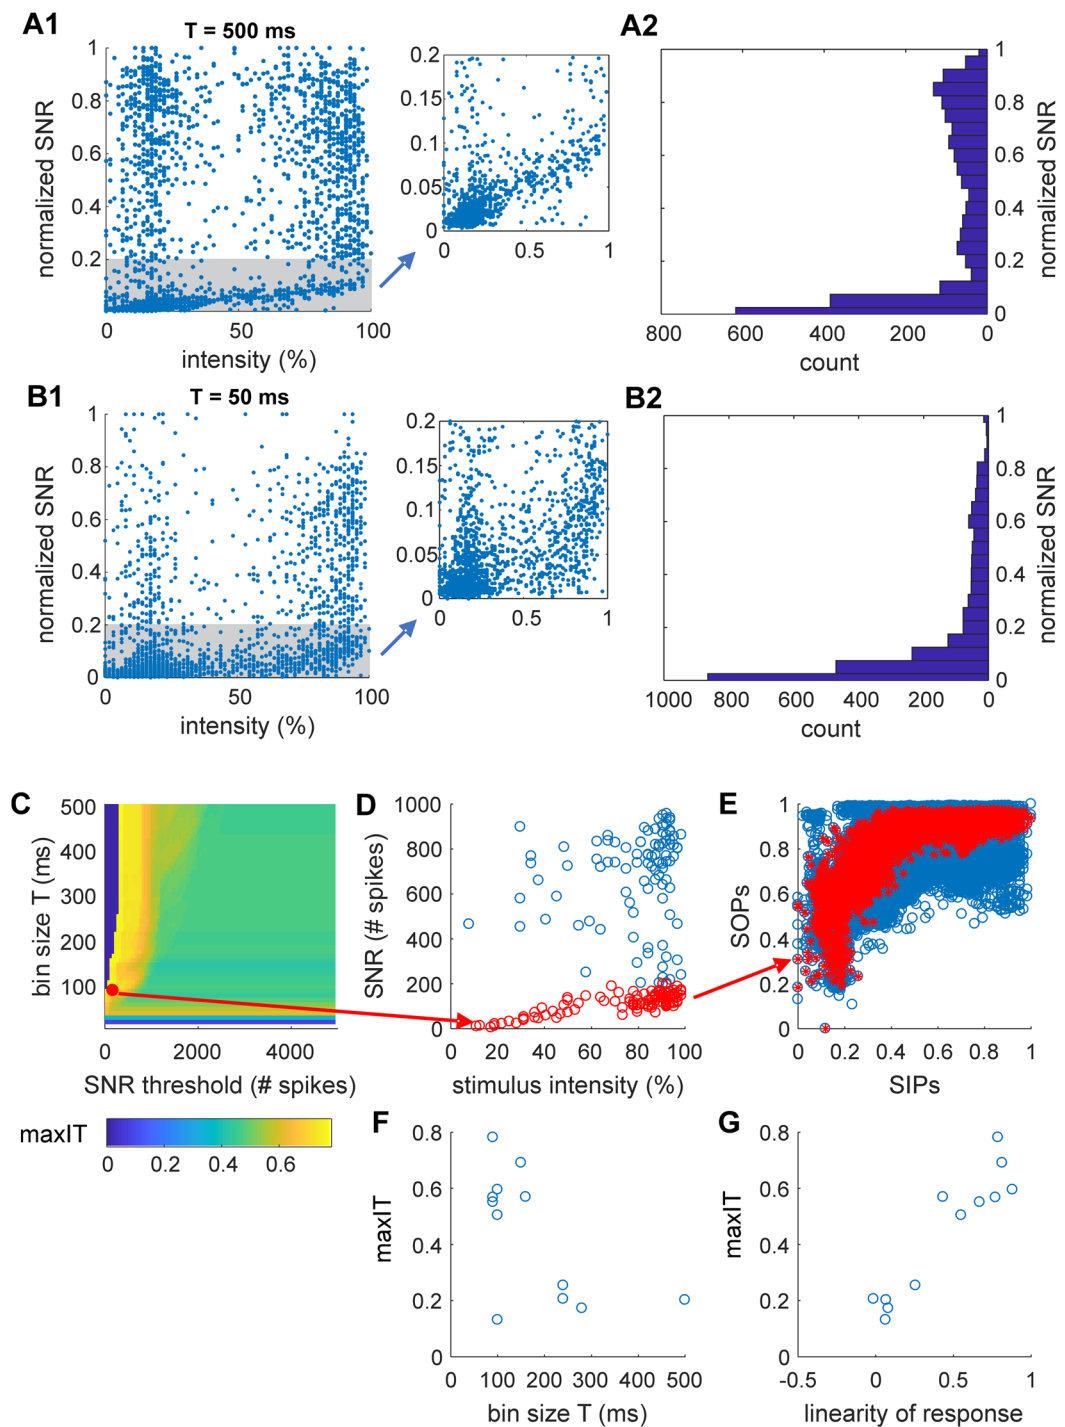 A1
T = 500 ms
normalized SNR
1
0.8
0.6
0.4
0.2
0 50 100
intensity (%)
0.2
0.15
0.1
0.05
0
0 0.5 1
A2
1
0.8
0.6
0.4
0.2
0
normalized SNR
800 600 400 200 0
count
B1
T = 50 ms
normalized SNR
1
0.8
0.6
0.4
0.2
0
0 50 100
intensity (%)
0.2
0.15
0.1
0.05
0
0 0.5 1
B2
1
0.8
0.6
0.4
0.2
0
normalized SNR
1000 800 600 400 200 0
count
C
bin size T (ms)
500
400
300
200
100
0 2000 4000
SNR threshold (# spikes)
maxIT
0 0.2 0.4 0.6
D
SNR (# spikes)
1000
800
600
400
200
0
0 20 40 60 80 100
stimulus intensity (%)
E
SOPs
1
0.8
0.6
0.4
0.2
0
0 0.2 0.4 0.6 0.8 1
SIPs
F
maxIT
0.8
0.6
0.4
0.2
0
0 100 200 300 400 500
bin size T (ms)
G
maxIT
0.8
0.6
0.4
0.2
0
-0.5 0 0.5 1
linearity of response